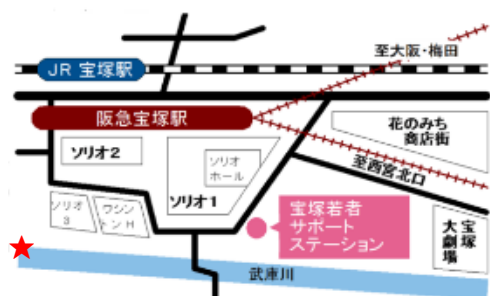 至大阪・梅田
JR 宝塚駅
阪急宝塚駅
花のみち
商店街
ソリオ2
ソリオ
ホール
至西宮北口
ソリオ1
ソリオ
3
ワシン
トンH
宝塚若者
サポート
ステーション
宝塚
大劇場
武庫川